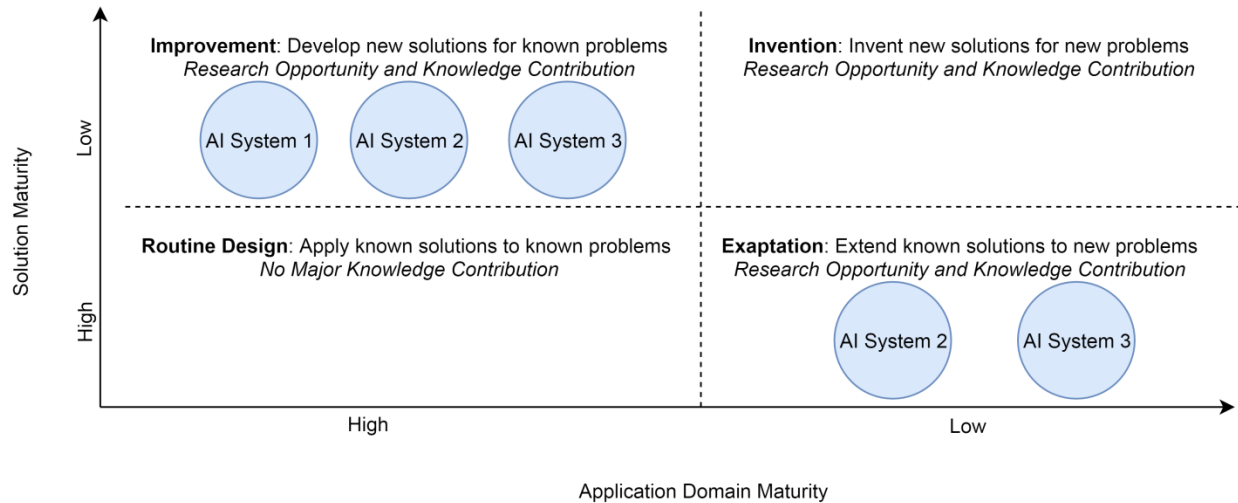 Improvement: Develop new solutions for known problems
Research Opportunity and Knowledge Contribution
Invention: Invent new solutions for new problems
Research Opportunity and Knowledge Contribution
AI System 1
AI System 2
AI System 3
Low
Solution Maturity
Routine Design: Apply known solutions to known problems
No Major Knowledge Contribution
Exaptation: Extend known solutions to new problems
Research Opportunity and Knowledge Contribution
High
AI System 2
AI System 3
High
Low
Application Domain Maturity